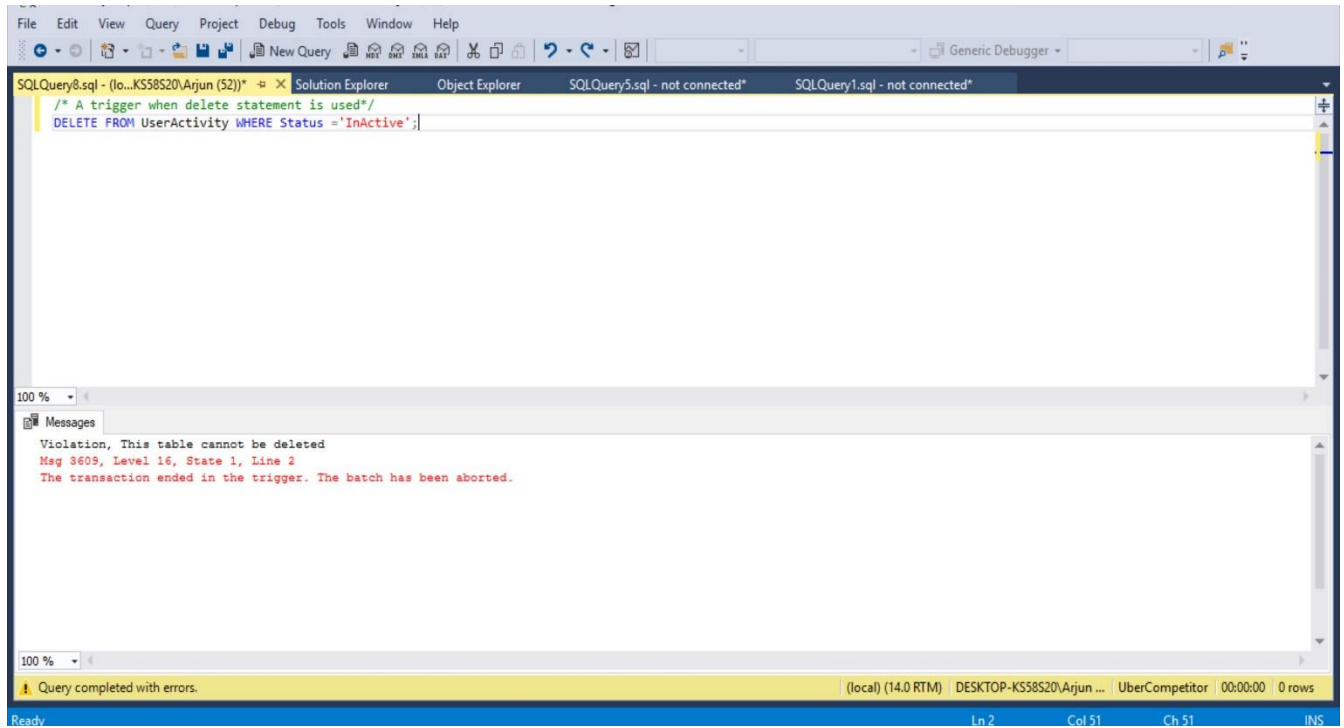 File Edit View Query Project Debug Tools Window Help
New Query MDX DMX XMLA DAX Generic Debugger
SQLQuery8.sql - (lo...KS58S20\Arjun (52))* Solution Explorer Object Explorer SQLQuery5.sql - not connected* SQLQuery1.sql - not connected*
/* A trigger when delete statement is used*/
DELETE FROM UserActivity WHERE Status ='InActive';
100 %
Messages
Violation, This table cannot be deleted
Msg 3609, Level 16, State 1, Line 2
The transaction ended in the trigger. The batch has been aborted.
100 %
Query completed with errors. (local) (14.0 RTM) DESKTOP-KS58S20\Arjun ... UberCompetitor 00:00:00 0 rows
Ready Ln 2 Col 51 Ch 51 INS